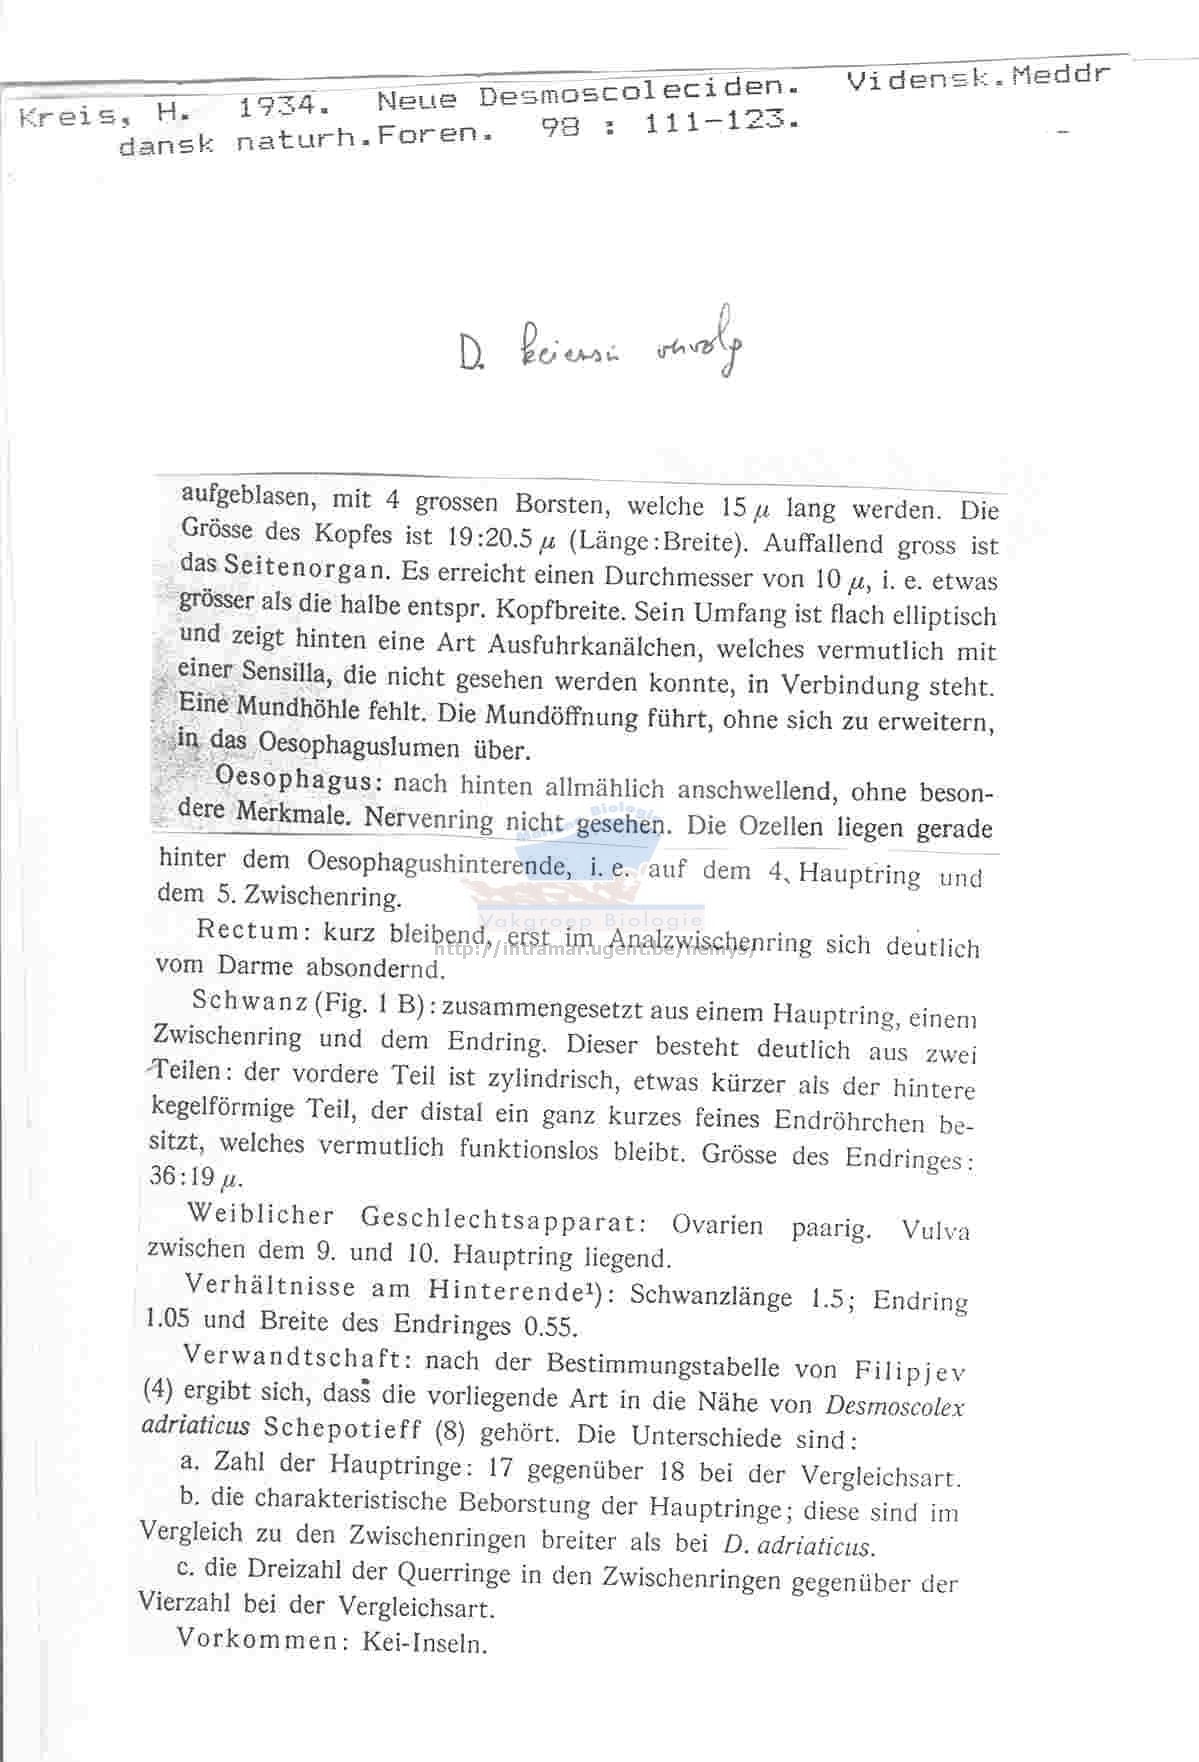 Kreis, H. 1934. Neue Desmoscoleciden. Vidensk.Meddr
dansk naturh.Foren. 98 : 111-123.
D. keiensis vervolg
aufgeblasen, mit 4 grossen Borsten, welche 15 µ lang werden. Die
Grösse des Kopfes ist 19:20.5 µ (Länge:Breite). Auffallend gross ist
das Seitenorgan. Es erreicht einen Durchmesser von 10 µ, i. e. etwas
grösser als die halbe entspr. Kopfbreite. Sein Umfang ist flach elliptisch
und zeigt hinten eine Art Ausfuhrkanälchen, welches vermutlich mit
einer Sensilla, die nicht gesehen werden konnte, in Verbindung steht.
Eine Mundhöhle fehlt. Die Mundöffnung führt, ohne sich zu erweitern,
in das Oesophaguslumen über.
Oesophagus: nach hinten allmählich anschwellend, ohne beson-
dere Merkmale. Nervenring nicht gesehen. Die Ozellen liegen gerade
Marine Biologie
hinter dem Oesophagushinterende, i. e. auf dem 4. Hauptring und
dem 5. Zwischenring.
Vakgroep Biologie
Rectum: kurz bleibend, erst im Analzwischenring sich deutlich
http://intramar.ugent.be/nemys/
vom Darme absondernd.
Schwanz (Fig. 1 B): zusammengesetzt aus einem Hauptring, einem
Zwischenring und dem Endring. Dieser besteht deutlich aus zwei
Teilen: der vordere Teil ist zylindrisch, etwas kürzer als der hintere
kegelförmige Teil, der distal ein ganz kurzes feines Endröhrchen be-
sitzt, welches vermutlich funktionslos bleibt. Grösse des Endringes:
36:19 µ.
Weiblicher Geschlechtsapparat: Ovarien paarig. Vulva
zwischen dem 9. und 10. Hauptring liegend.
Verhältnisse am Hinterende¹): Schwanzlänge 1.5; Endring
1.05 und Breite des Endringes 0.55.
Verwandtschaft: nach der Bestimmungstabelle von Filipjev
(4) ergibt sich, dass die vorliegende Art in die Nähe von Desmoscolex
adriaticus Schepotieff (8) gehört. Die Unterschiede sind:
a. Zahl der Hauptringe: 17 gegenüber 18 bei der Vergleichsart.
b. die charakteristische Beborstung der Hauptringe; diese sind im
Vergleich zu den Zwischenringen breiter als bei D. adriaticus.
c. die Dreizahl der Querringe in den Zwischenringen gegenüber der
Vierzahl bei der Vergleichsart.
Vorkommen: Kei-Inseln.